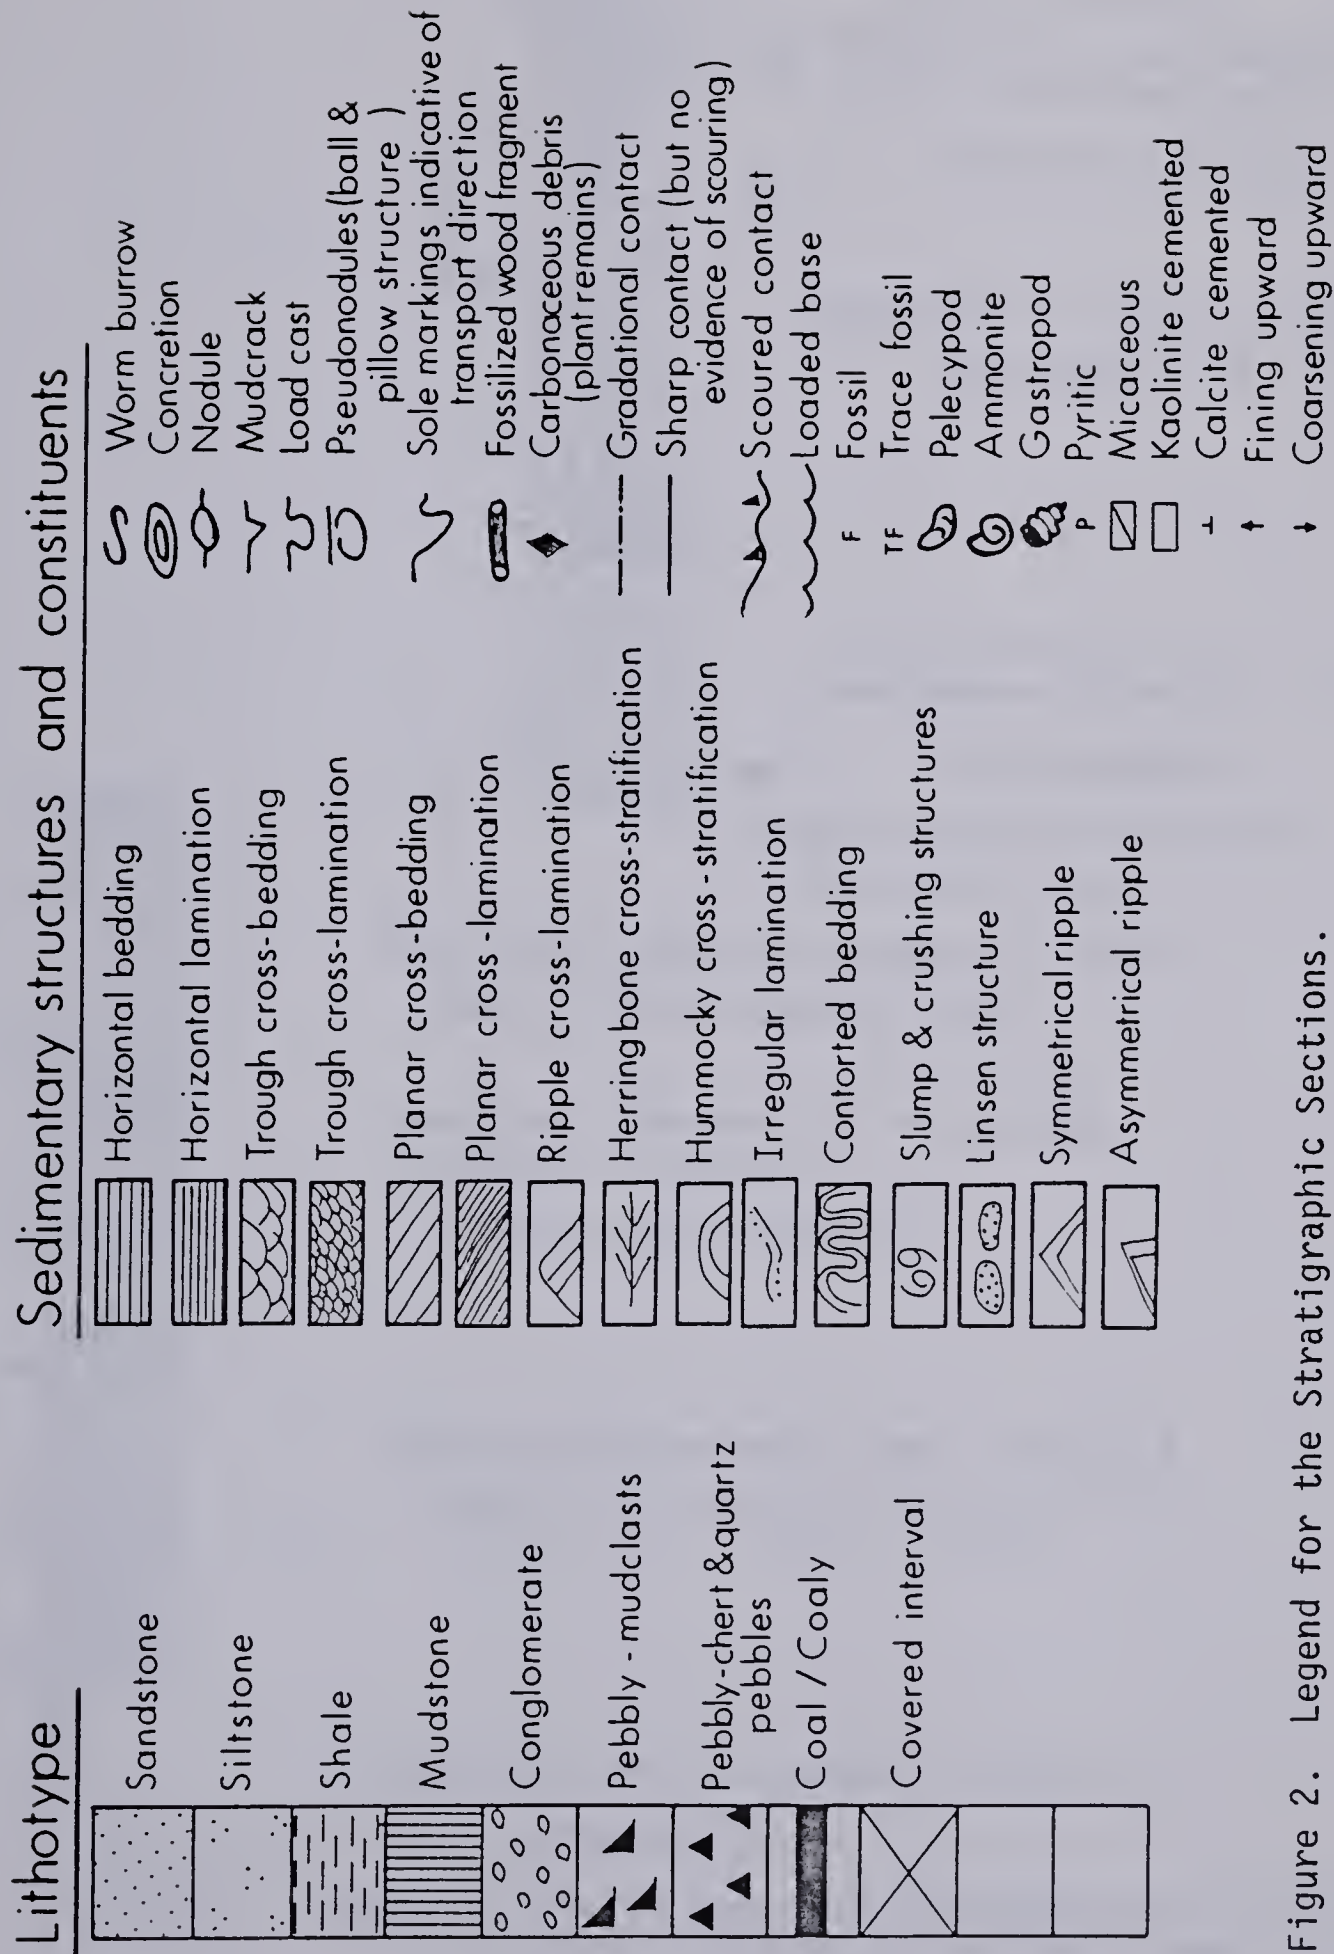 Lithotype
Sandstone
Siltstone
Shale
Mudstone
Conglomerate
Pebbly - mudclasts
Pebbly-chert & quartz
pebbles
Coal / Coaly
Covered interval
Sedimentary structures and constituents
Horizontal bedding
Horizontal lamination
Trough cross-bedding
Trough cross-lamination
Planar cross-bedding
Planar cross-lamination
Ripple cross-lamination
Herringbone cross-stratification
Hummocky cross-stratification
Irregular lamination
Contorted bedding
Slump & crushing structures
Linsen structure
Symmetrical ripple
Asymmetrical ripple
Worm burrow
Concretion
Nodule
Mudcrack
Load cast
Pseudonodules (ball &
pillow structure )
Sole markings indicative of
transport direction
Fossilized wood fragment
Carbonaceous debris
(plant remains)
Gradational contact
Sharp contact (but no
evidence of scouring)
Scoured contact
Loaded base
F Fossil
TF Trace fossil
Pelecypod
Ammonite
Gastropod
P Pyritic
Micaceous
Kaolinite cemented
Calcite cemented
Fining upward
Coarsening upward
Figure 2. Legend for the Stratigraphic Sections.